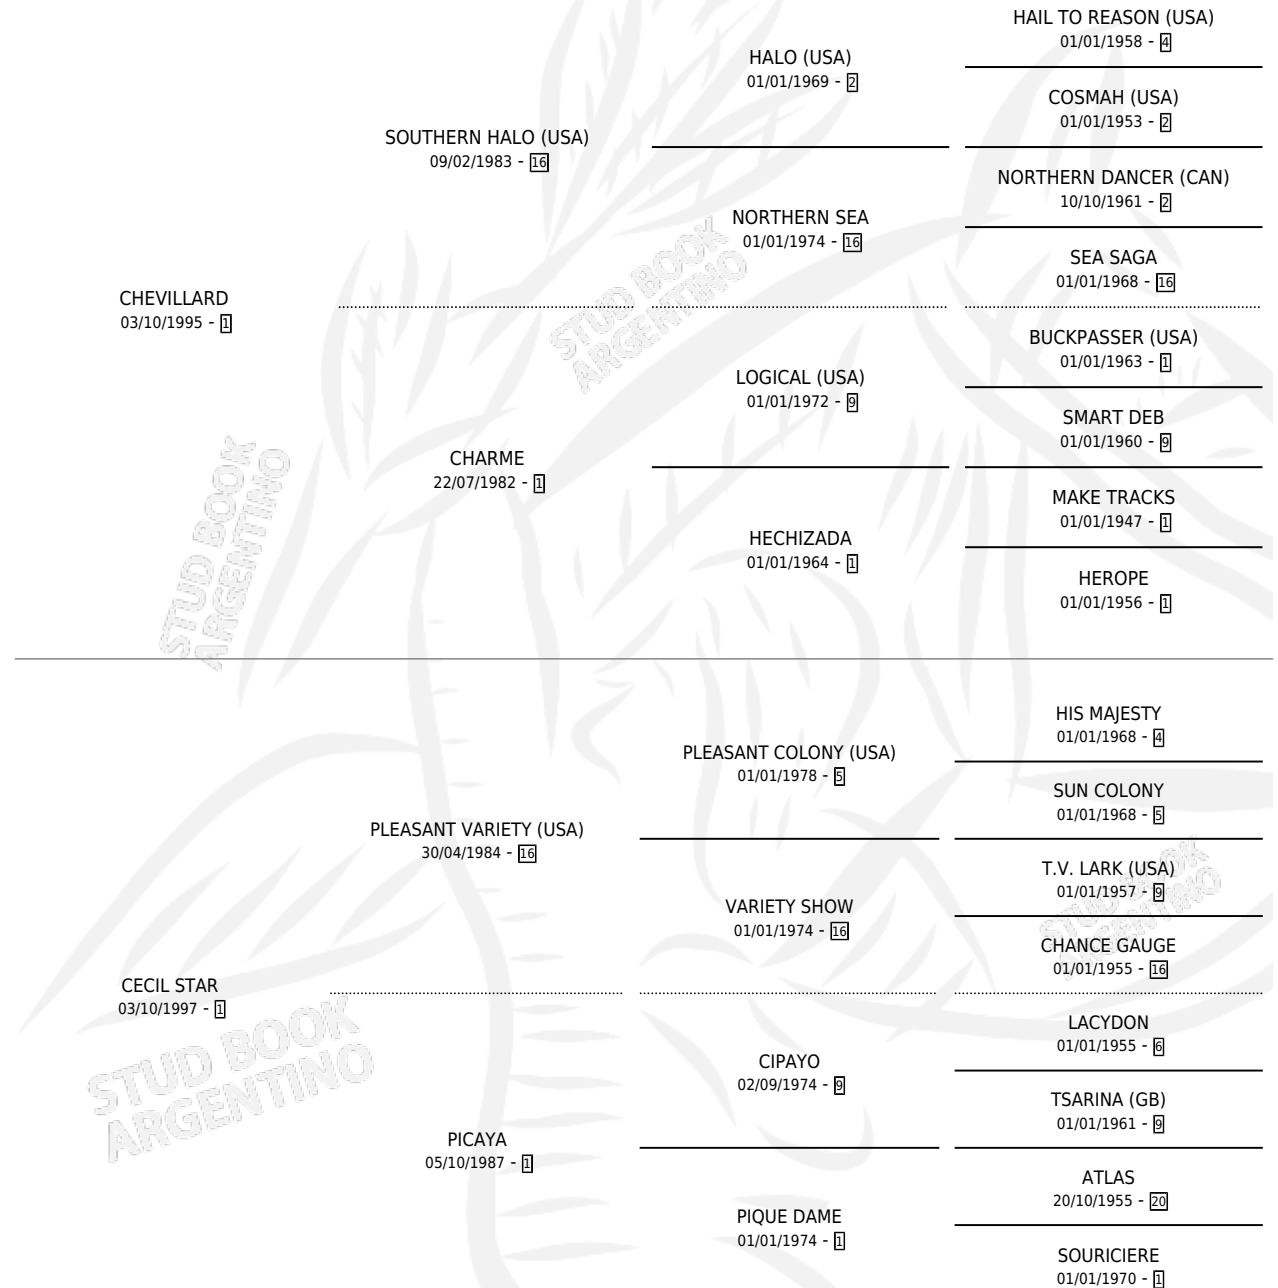 HAIL TO REASON (USA)
01/01/1958 - 4
HALO (USA)
01/01/1969 - 2
COSMAH (USA)
01/01/1953 - 2
SOUTHERN HALO (USA)
09/02/1983 - 16
NORTHERN DANCER (CAN)
10/10/1961 - 2
NORTHERN SEA
01/01/1974 - 16
SEA SAGA
01/01/1968 - 16
CHEVILLARD
03/10/1995 - 1
STUD BOOK
ARGENTINO
BUCKPASSER (USA)
01/01/1963 - 1
LOGICAL (USA)
01/01/1972 - 9
SMART DEB
01/01/1960 - 9
CHARME
22/07/1982 - 1
MAKE TRACKS
01/01/1947 - 1
HECHIZADA
01/01/1964 - 1
HEROPE
01/01/1956 - 1
STUD BOOK
ARGENTINO
HIS MAJESTY
01/01/1968 - 4
PLEASANT COLONY (USA)
01/01/1978 - 5
SUN COLONY
01/01/1968 - 5
PLEASANT VARIETY (USA)
30/04/1984 - 16
T.V. LARK (USA)
01/01/1957 - 9
VARIETY SHOW
01/01/1974 - 16
CHANCE GAUGE
01/01/1955 - 16
STUD BOOK
ARGENTINO
CECIL STAR
03/10/1997 - 1
STUD BOOK
ARGENTINO
LACYDON
01/01/1955 - 6
CIPAYO
02/09/1974 - 9
TSARINA (GB)
01/01/1961 - 9
PICAYA
05/10/1987 - 1
ATLAS
20/10/1955 - 20
PIQUE DAME
01/01/1974 - 1
SOURICIERE
01/01/1970 - 1